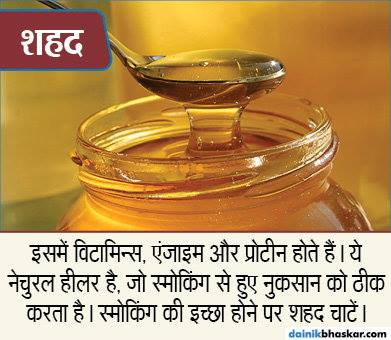 शहद
इसमें विटामिन्स, एंजाइम और प्रोटीन होते हैं। ये
नेचुरल हीलर है, जो स्मोकिंग से हुए नुकसान को ठीक
करता है। स्मोकिंग की इच्छा होने पर शहद चाटें।
dainikbhaskar.com